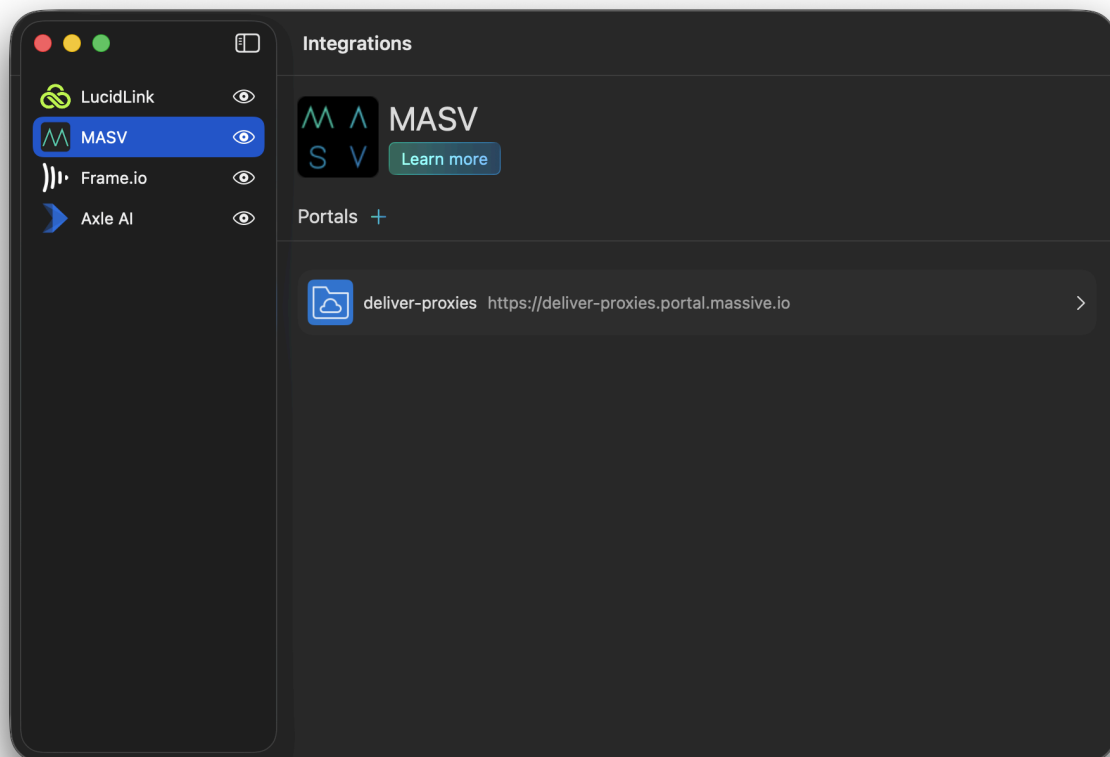 Integrations
LucidLink
MASV
Frame.io
Axle AI
M A
S V
MASV
Learn more
Portals +
deliver-proxies https://deliver-proxies.portal.massive.io